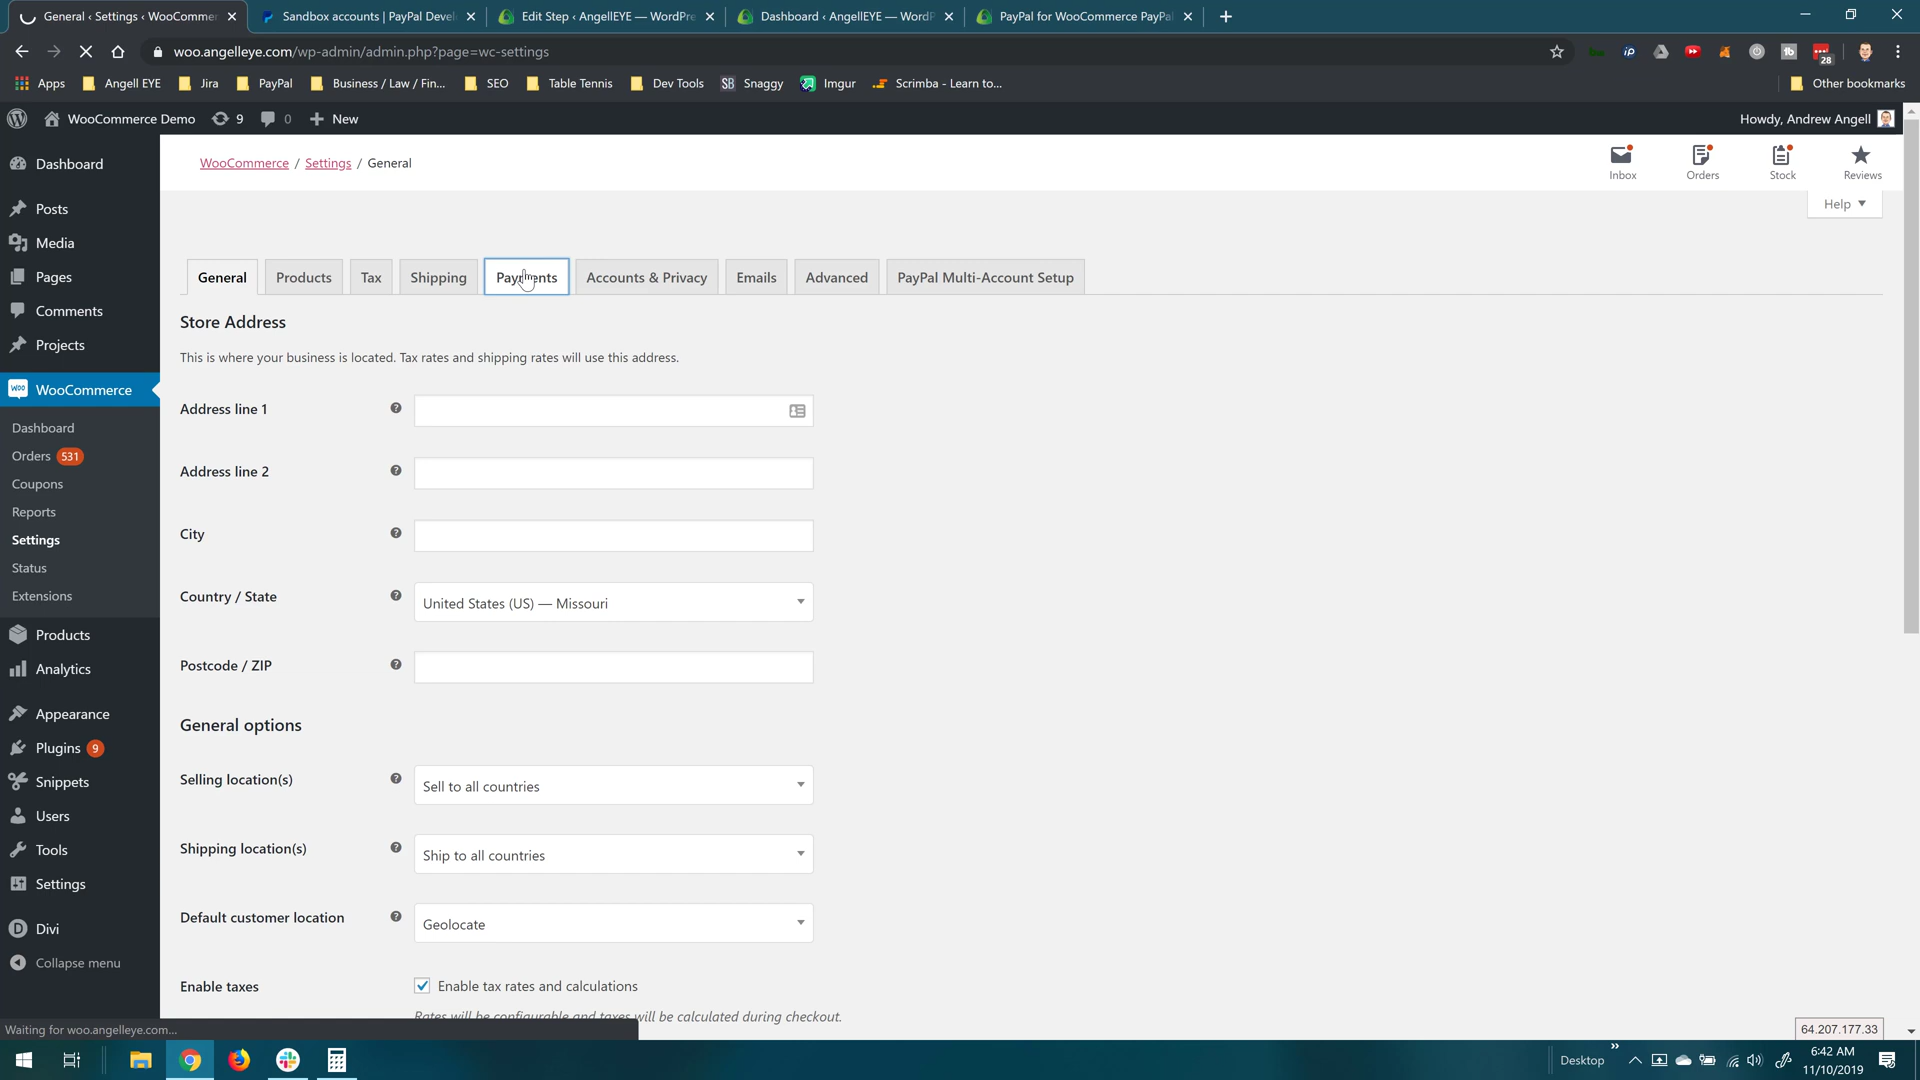 General ‹ Settings ‹ WooCommer
Sandbox accounts | PayPal Devel
Edit Step ‹ AngellEYE — WordPre
Dashboard ‹ AngellEYE — WordP
PayPal for WooCommerce PayPal
woo.angelleye.com/wp-admin/admin.php?page=wc-settings
28
Apps
Angell EYE
Jira
PayPal
Business / Law / Fin...
SEO
Table Tennis
Dev Tools
SB Snaggy
Imgur
Scrimba - Learn to...
Other bookmarks
WooCommerce Demo
9
0
New
Howdy, Andrew Angell
Dashboard
Posts
Media
Pages
Comments
Projects
WooCommerce
Dashboard
Orders 531
Coupons
Reports
Settings
Status
Extensions
Products
Analytics
Appearance
Plugins 9
Snippets
Users
Tools
Settings
Divi
Collapse menu
WooCommerce / Settings / General
Inbox
Orders
Stock
Reviews
Help
General
Products
Tax
Shipping
Payments
Accounts & Privacy
Emails
Advanced
PayPal Multi-Account Setup
Store Address
This is where your business is located. Tax rates and shipping rates will use this address.
Address line 1
Address line 2
City
Country / State
United States (US) — Missouri
Postcode / ZIP
General options
Selling location(s)
Sell to all countries
Shipping location(s)
Ship to all countries
Default customer location
Geolocate
Enable taxes
Enable tax rates and calculations
Rates will be configurable and taxes will be calculated during checkout.
Waiting for woo.angelleye.com...
64.207.177.33
Desktop
6:42 AM
11/10/2019